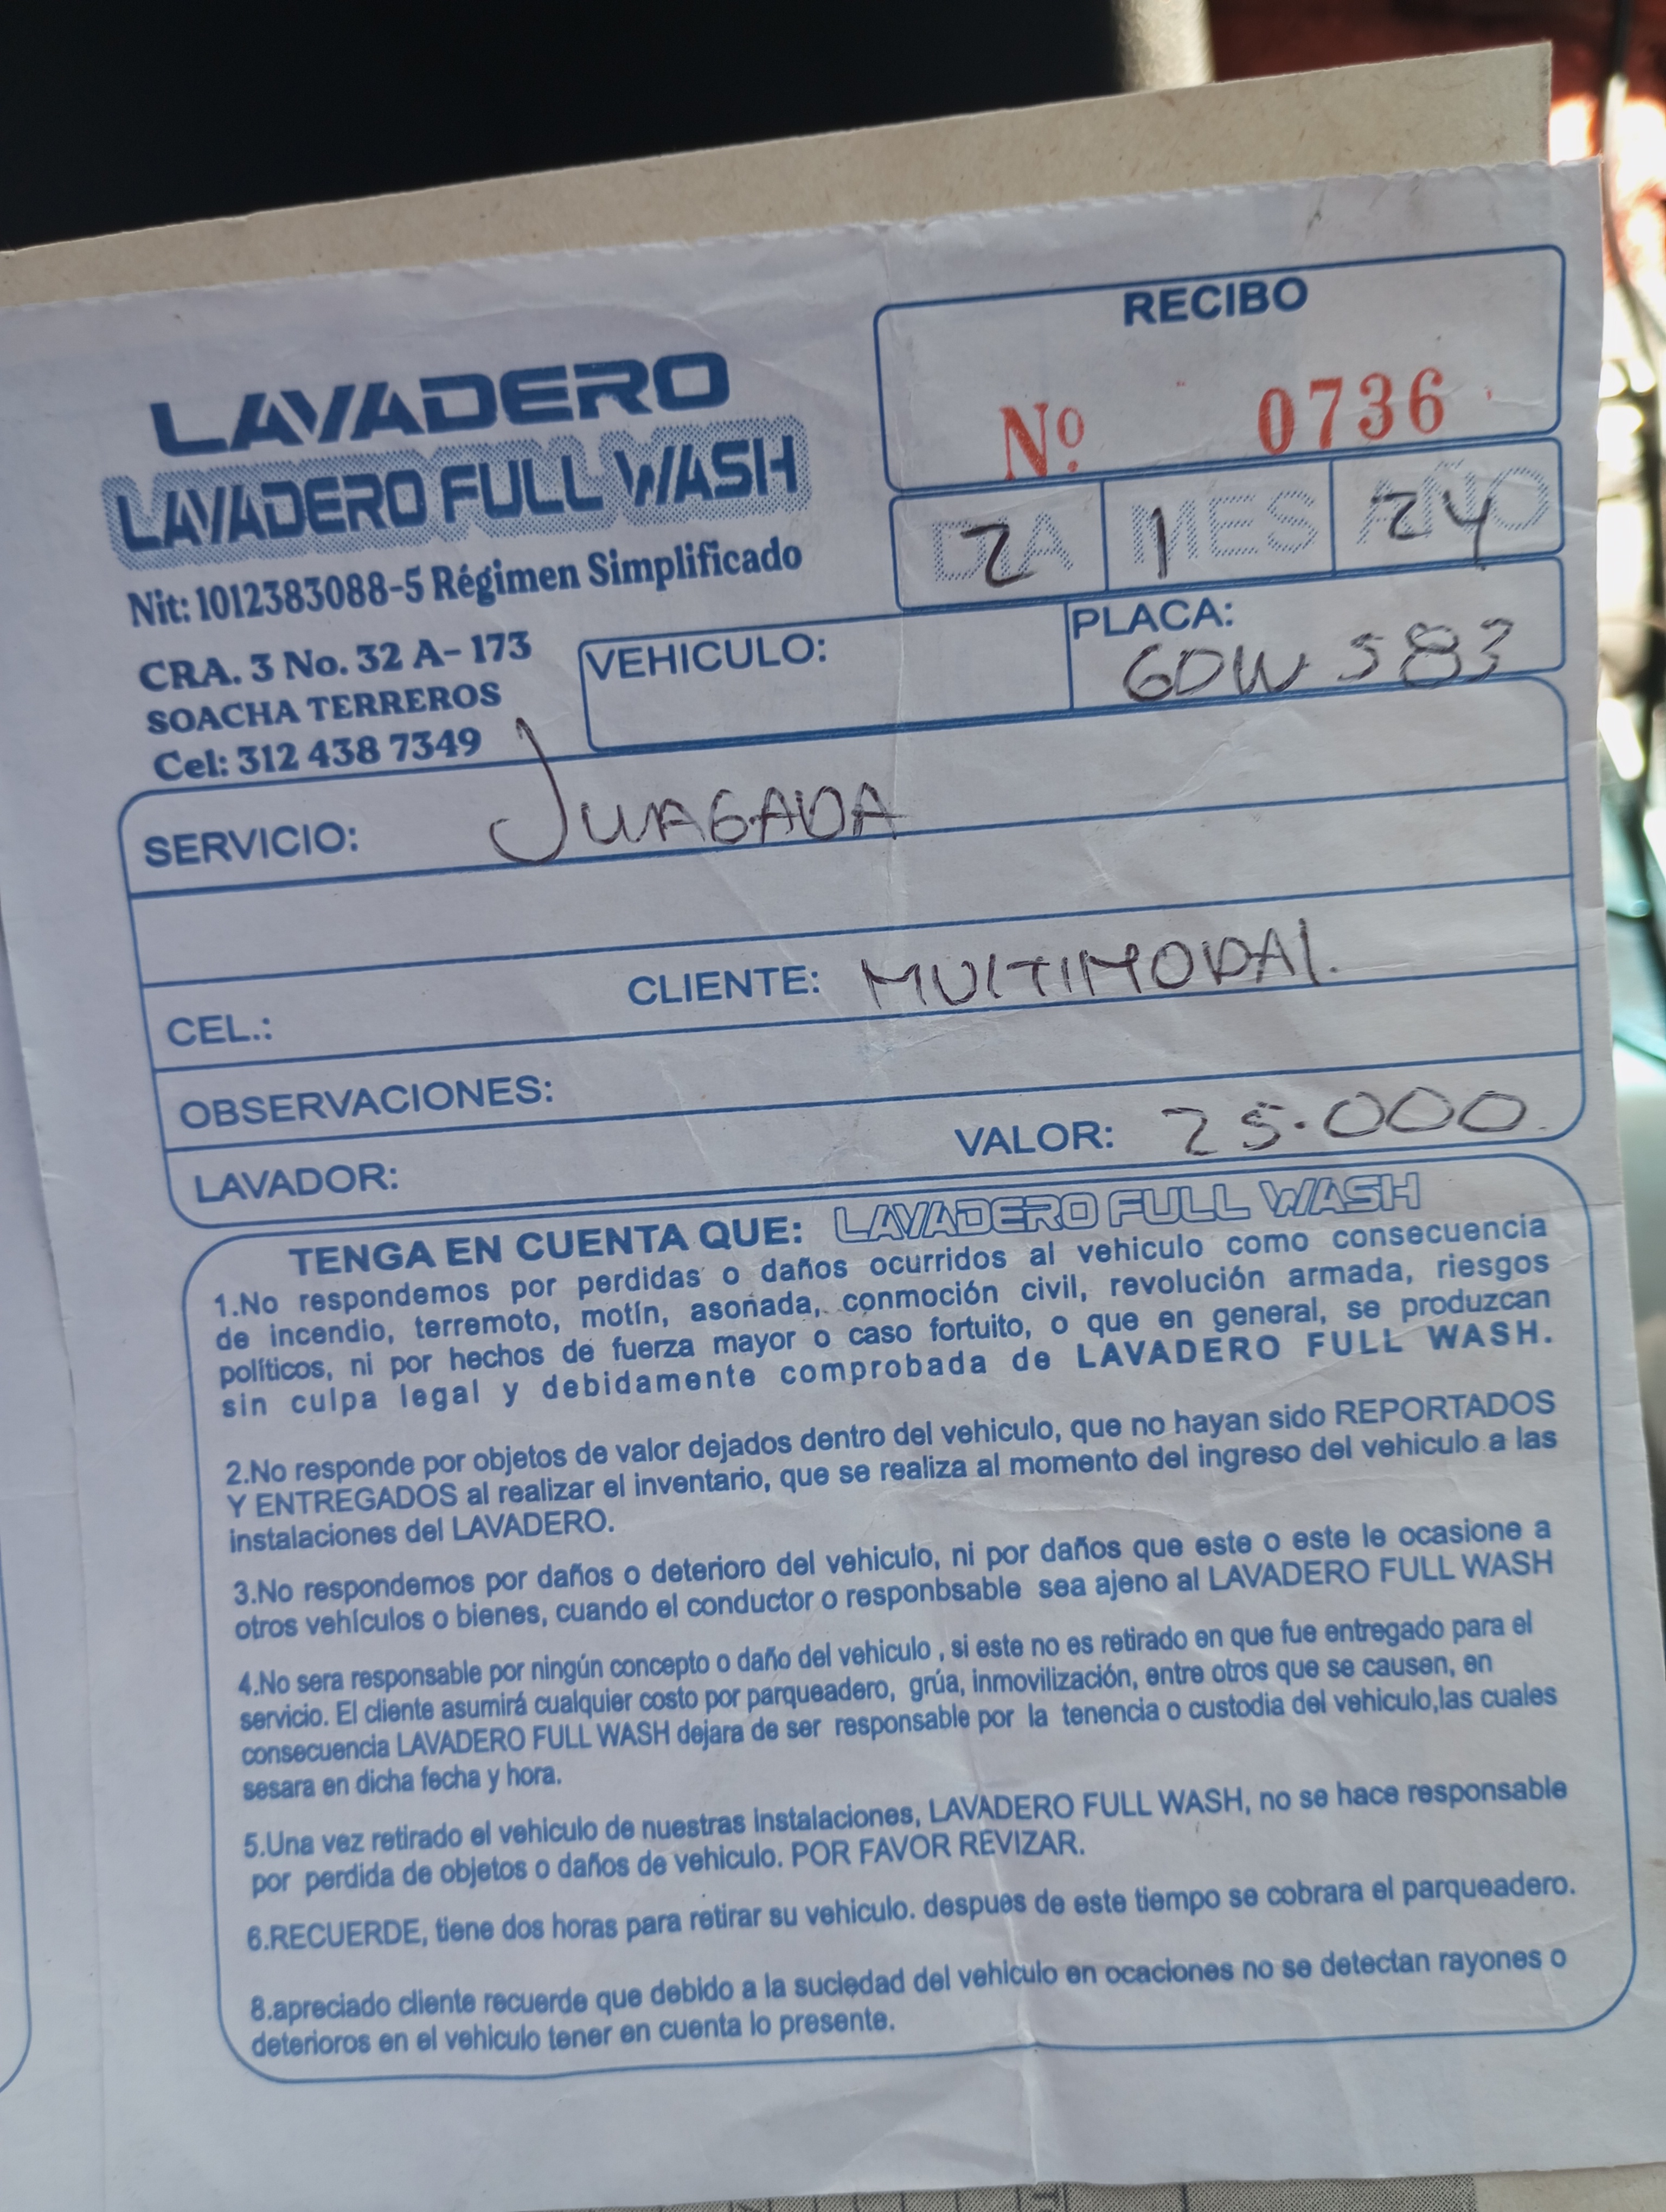 RECIBO
Nº 0736
LAVADERO
LAVADERO FULL WASH
Nit: 1012383088-5 Régimen Simplificado
DIA 2 MES 1 AÑO 24
CRA. 3 No. 32 A- 173
SOACHA TERREROS
Cel: 312 438 7349
VEHICULO:
PLACA: GDW 583
SERVICIO: JUAGADA
CLIENTE: MULTIMODAL.
CEL.:
OBSERVACIONES:
VALOR: 25.000
LAVADOR:
TENGA EN CUENTA QUE: LAVADERO FULL WASH
1.No respondemos por perdidas o daños ocurridos al vehiculo como consecuencia
de incendio, terremoto, motín, asonada, conmoción civil, revolución armada, riesgos
políticos, ni por hechos de fuerza mayor o caso fortuito, o que en general, se produzcan
sin culpa legal y debidamente comprobada de LAVADERO FULL WASH.
2.No responde por objetos de valor dejados dentro del vehiculo, que no hayan sido REPORTADOS
Y ENTREGADOS al realizar el inventario, que se realiza al momento del ingreso del vehiculo a las
instalaciones del LAVADERO.
3.No respondemos por daños o deterioro del vehiculo, ni por daños que este o este le ocasione a
otros vehículos o bienes, cuando el conductor o responbsable sea ajeno al LAVADERO FULL WASH
4.No sera responsable por ningún concepto o daño del vehiculo , si este no es retirado en que fue entregado para el
servicio. El cliente asumirá cualquier costo por parqueadero, grúa, inmovilización, entre otros que se causen, en
consecuencia LAVADERO FULL WASH dejara de ser responsable por la tenencia o custodia del vehiculo,las cuales
sesara en dicha fecha y hora.
5.Una vez retirado el vehiculo de nuestras instalaciones, LAVADERO FULL WASH, no se hace responsable
por perdida de objetos o daños de vehiculo. POR FAVOR REVIZAR.
6.RECUERDE, tiene dos horas para retirar su vehiculo. despues de este tiempo se cobrara el parqueadero.
8.apreciado cliente recuerde que debido a la suciedad del vehiculo en ocaciones no se detectan rayones o
deterioros en el vehiculo tener en cuenta lo presente.